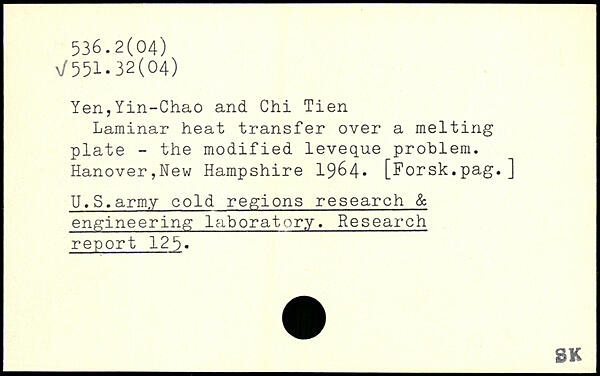 536.2(04)
√551.32(04)
Yen,Yin-Chao and Chi Tien
Laminar heat transfer over a melting
plate - the modified leveque problem.
Hanover,New Hampshire 1964. [Forsk.pag.]
U.S.army cold regions research &
engineering laboratory. Research
report 125.
SK